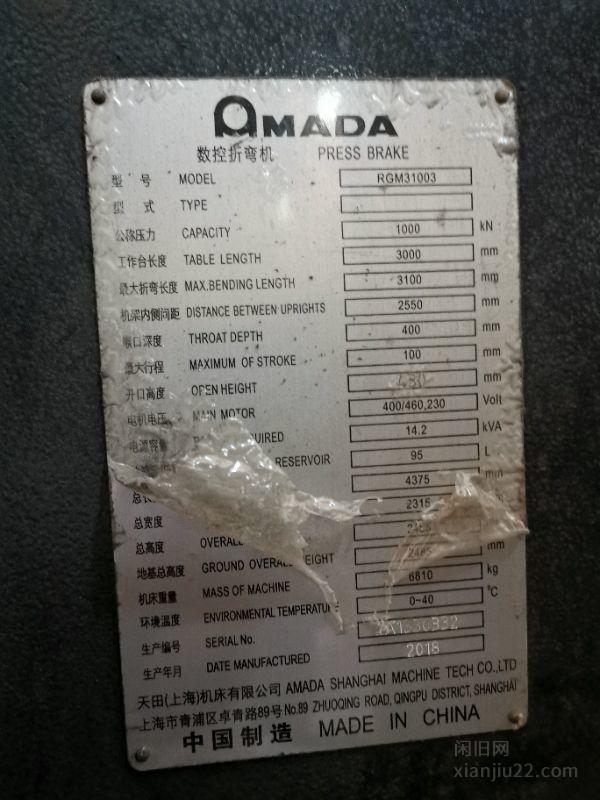 AMADA
数控折弯机 PRESS BRAKE
型 号 MODEL RGM31003
型 式 TYPE
公称压力 CAPACITY 1000 kN
工作台长度 TABLE LENGTH 3000 mm
最大折弯长度 MAX.BENDING LENGTH 3100 mm
机架内侧间距 DISTANCE BETWEEN UPRIGHTS 2550 mm
喉口深度 THROAT DEPTH 400 mm
最大行程 MAXIMUM OF STROKE 100 mm
开口高度 OPEN HEIGHT mm
电机电压 MAIN MOTOR 400/460,230 Volt
电源容量 14.2 kVA
RESERVOIR 95 L
4375 mm
总宽度 2315
总高度 OVERALL
地基总高度 GROUND OVERALL HEIGHT mm
机床重量 MASS OF MACHINE 6810 kg
环境温度 ENVIRONMENTAL TEMPERATURE 0~40 ℃
生产编号 SERIAL No.
生产年月 DATE MANUFACTURED 2018
天田(上海)机床有限公司 AMADA SHANGHAI MACHINE TECH CO.,LTD
上海市青浦区卓青路89号 No.89 ZHUOQING ROAD, QINGPU DISTRICT, SHANGHAI
中国制造 MADE IN CHINA
闲旧网
xianjiu22.com